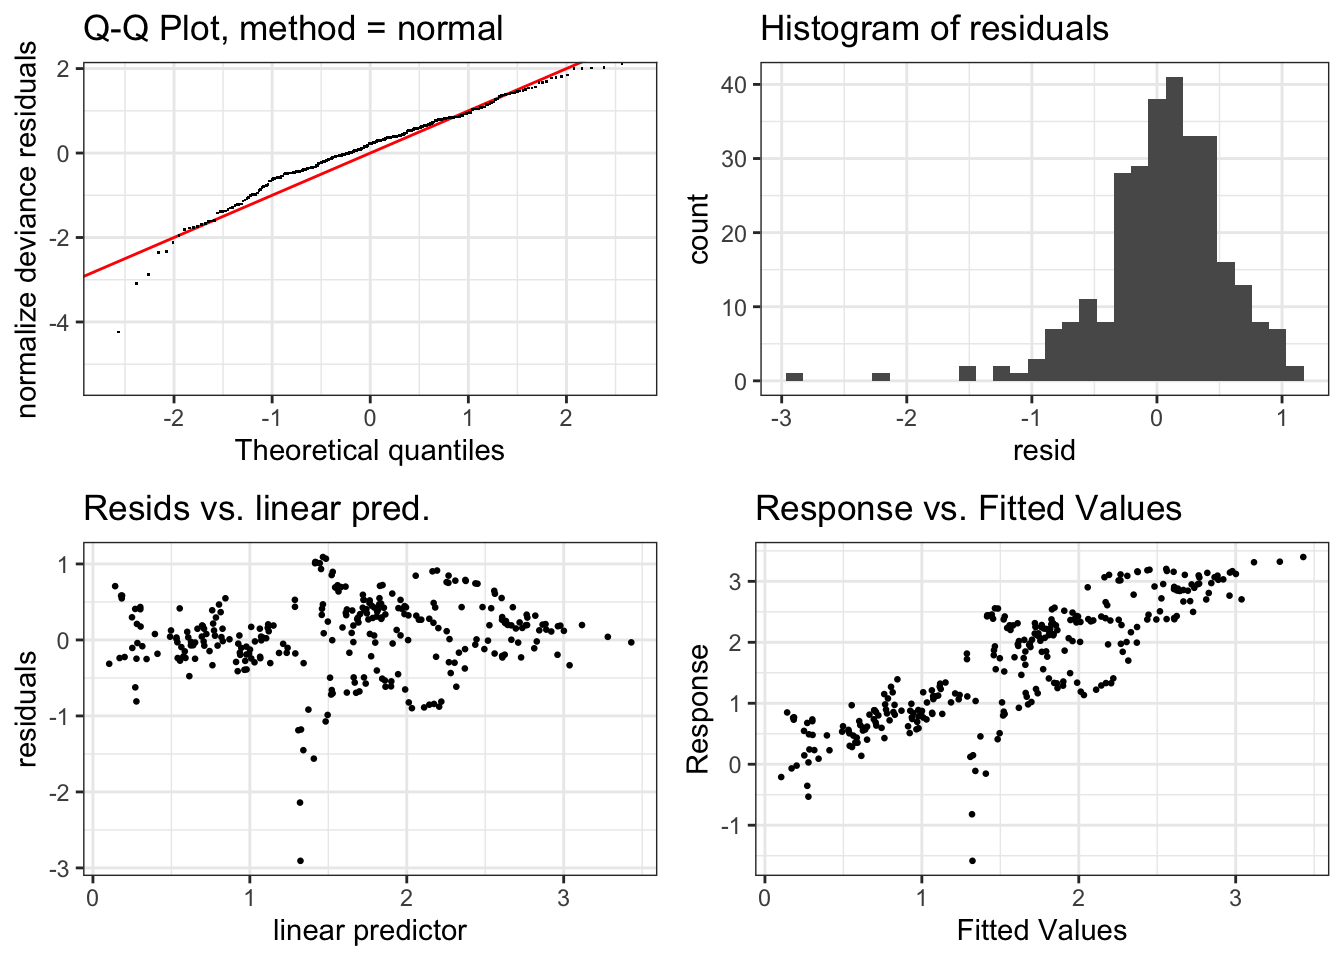 Q-Q Plot, method = normal
normalize deviance residuals
2
0
-2
-4
-2 -1 0 1 2
Theoretical quantiles
Histogram of residuals
count
40
30
20
10
0
-3 -2 -1 0 1
resid
Resids vs. linear pred.
residuals
1
0
-1
-2
-3
0 1 2 3
linear predictor
Response vs. Fitted Values
Response
3
2
1
0
-1
0 1 2 3
Fitted Values